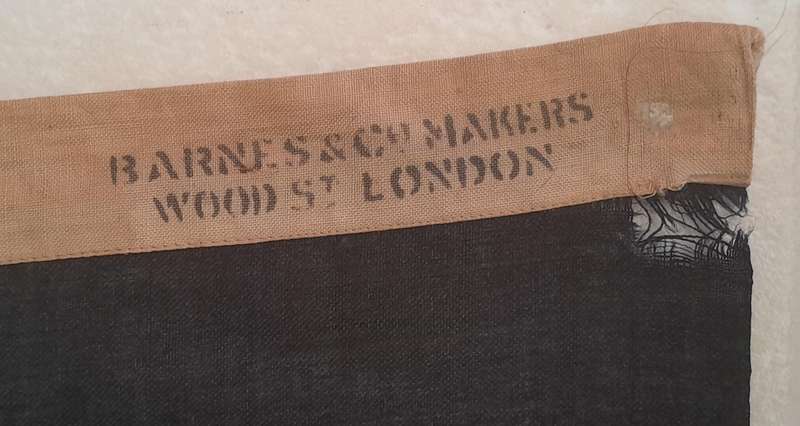 BARNES & Co MAKERS
WOOD ST LONDON